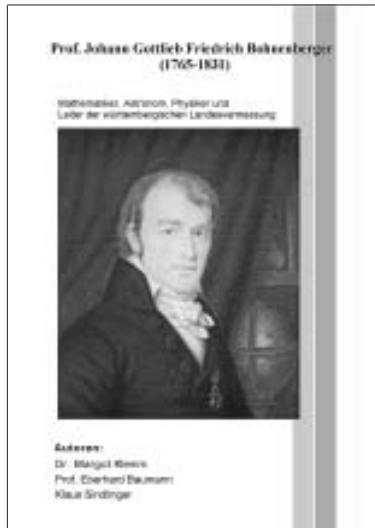 Prof. Johann Gottlieb Friedrich Bohnenberger
(1765-1831)
Mathematiker, Astronom, Physiker und
Leiter der württembergischen Landesvermessung
Autoren:
Dr. Margot Klemm
Prof. Eberhard Baumann
Klaus Sindlinger